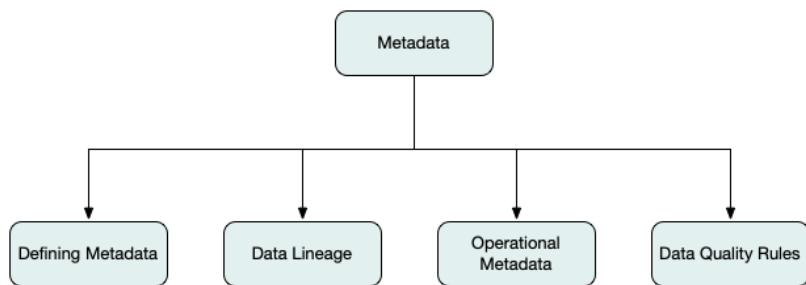 Metadata
Defining Metadata
Data Lineage
Operational
Metadata
Data Quality Rules